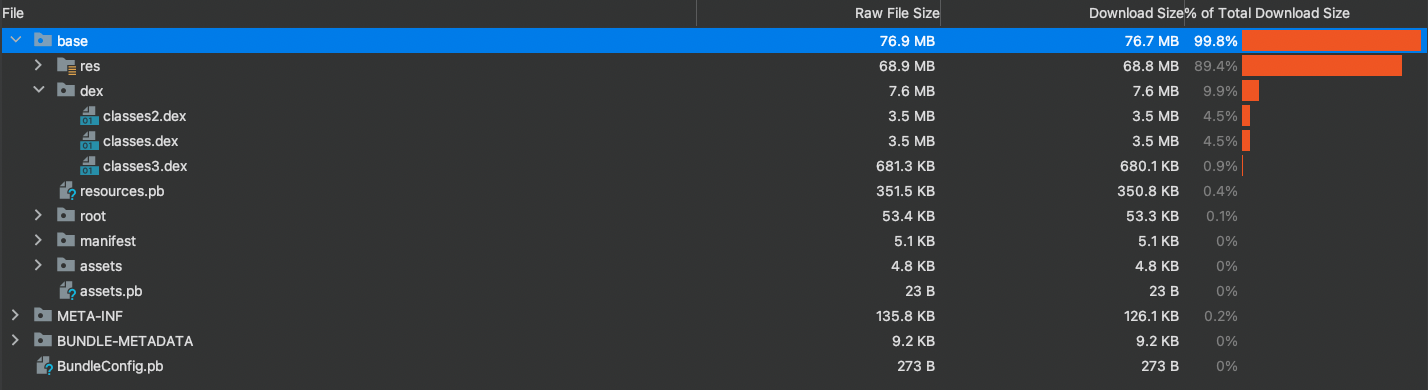 File Raw File Size Download Size % of Total Download Size
base 76.9 MB 76.7 MB 99.8%
res 68.9 MB 68.8 MB 89.4%
dex 7.6 MB 7.6 MB 9.9%
classes2.dex 3.5 MB 3.5 MB 4.5%
classes.dex 3.5 MB 3.5 MB 4.5%
classes3.dex 681.3 KB 680.1 KB 0.9%
resources.pb 351.5 KB 350.8 KB 0.4%
root 53.4 KB 53.3 KB 0.1%
manifest 5.1 KB 5.1 KB 0%
assets 4.8 KB 4.8 KB 0%
assets.pb 23 B 23 B 0%
META-INF 135.8 KB 126.1 KB 0.2%
BUNDLE-METADATA 9.2 KB 9.2 KB 0%
BundleConfig.pb 273 B 273 B 0%